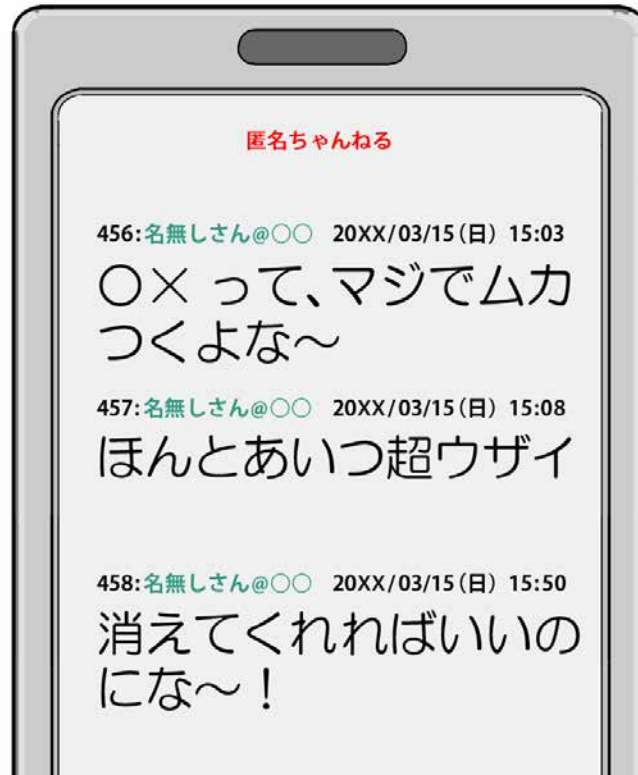 匿名ちゃんねる
456:名無しさん@〇〇 20XX/03/15(日) 15:03
〇× って、マジでムカ
つくよな～
457:名無しさん@〇〇 20XX/03/15(日) 15:08
ほんとあいつ超ウザイ
458:名無しさん@〇〇 20XX/03/15(日) 15:50
消えてくれればいいの
にな～！